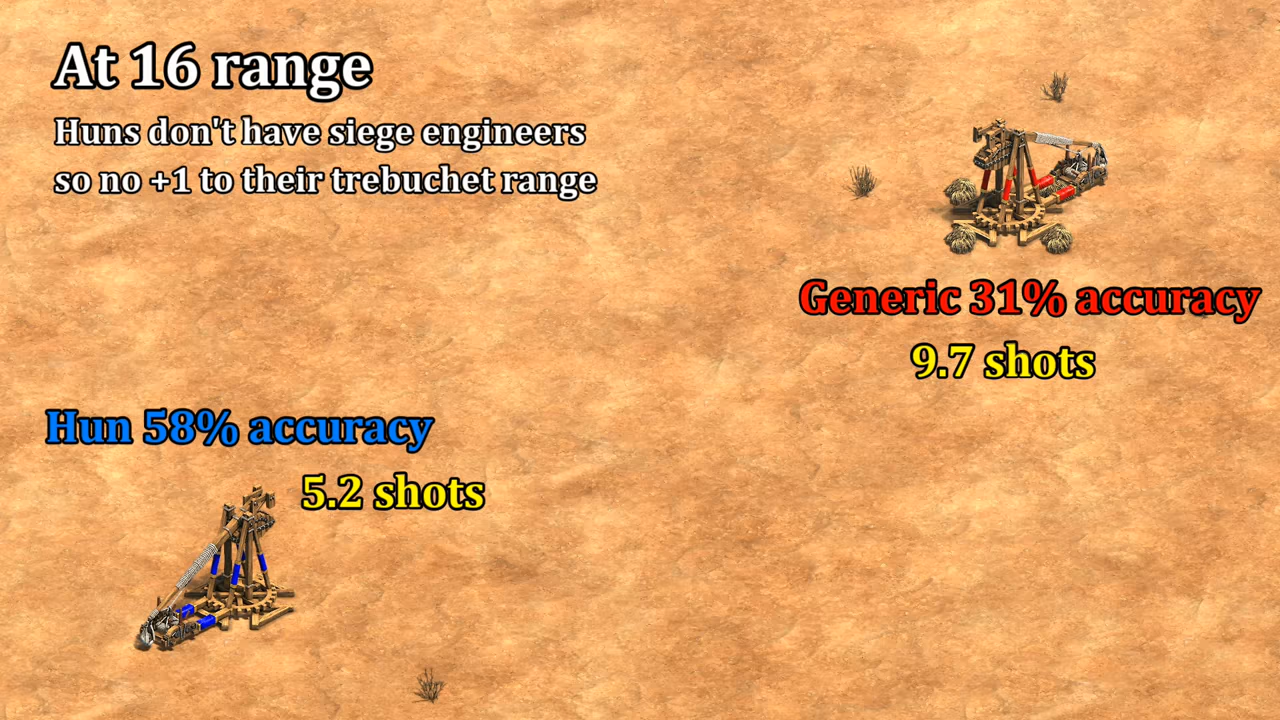 At 16 range
Huns don't have siege engineers
so no +1 to their trebuchet range
Generic 31% accuracy
9.7 shots
Hun 58% accuracy
5.2 shots